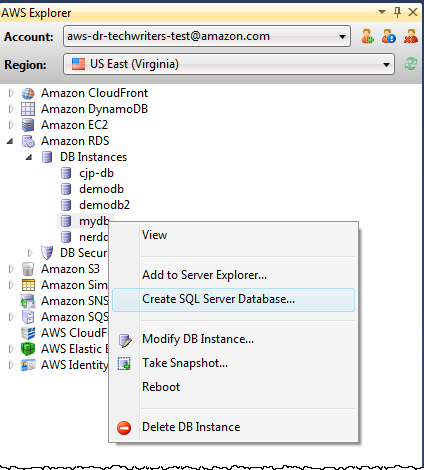 AWS Explorer
Account: aws-dr-techwriters-test@amazon.com
Region: US East (Virginia)
Amazon CloudFront
Amazon DynamoDB
Amazon EC2
Amazon RDS
DB Instances
cjp-db
demodb
demodb2
mydb
View
DB Secur
Amazon S3
Add to Server Explorer...
Amazon Sim
Create SQL Server Database...
Amazon SNS
Amazon SQS
AWS CloudF
Modify DB Instance...
AWS Elastic
AWS Identity
Take Snapshot...
Reboot
Delete DB Instance